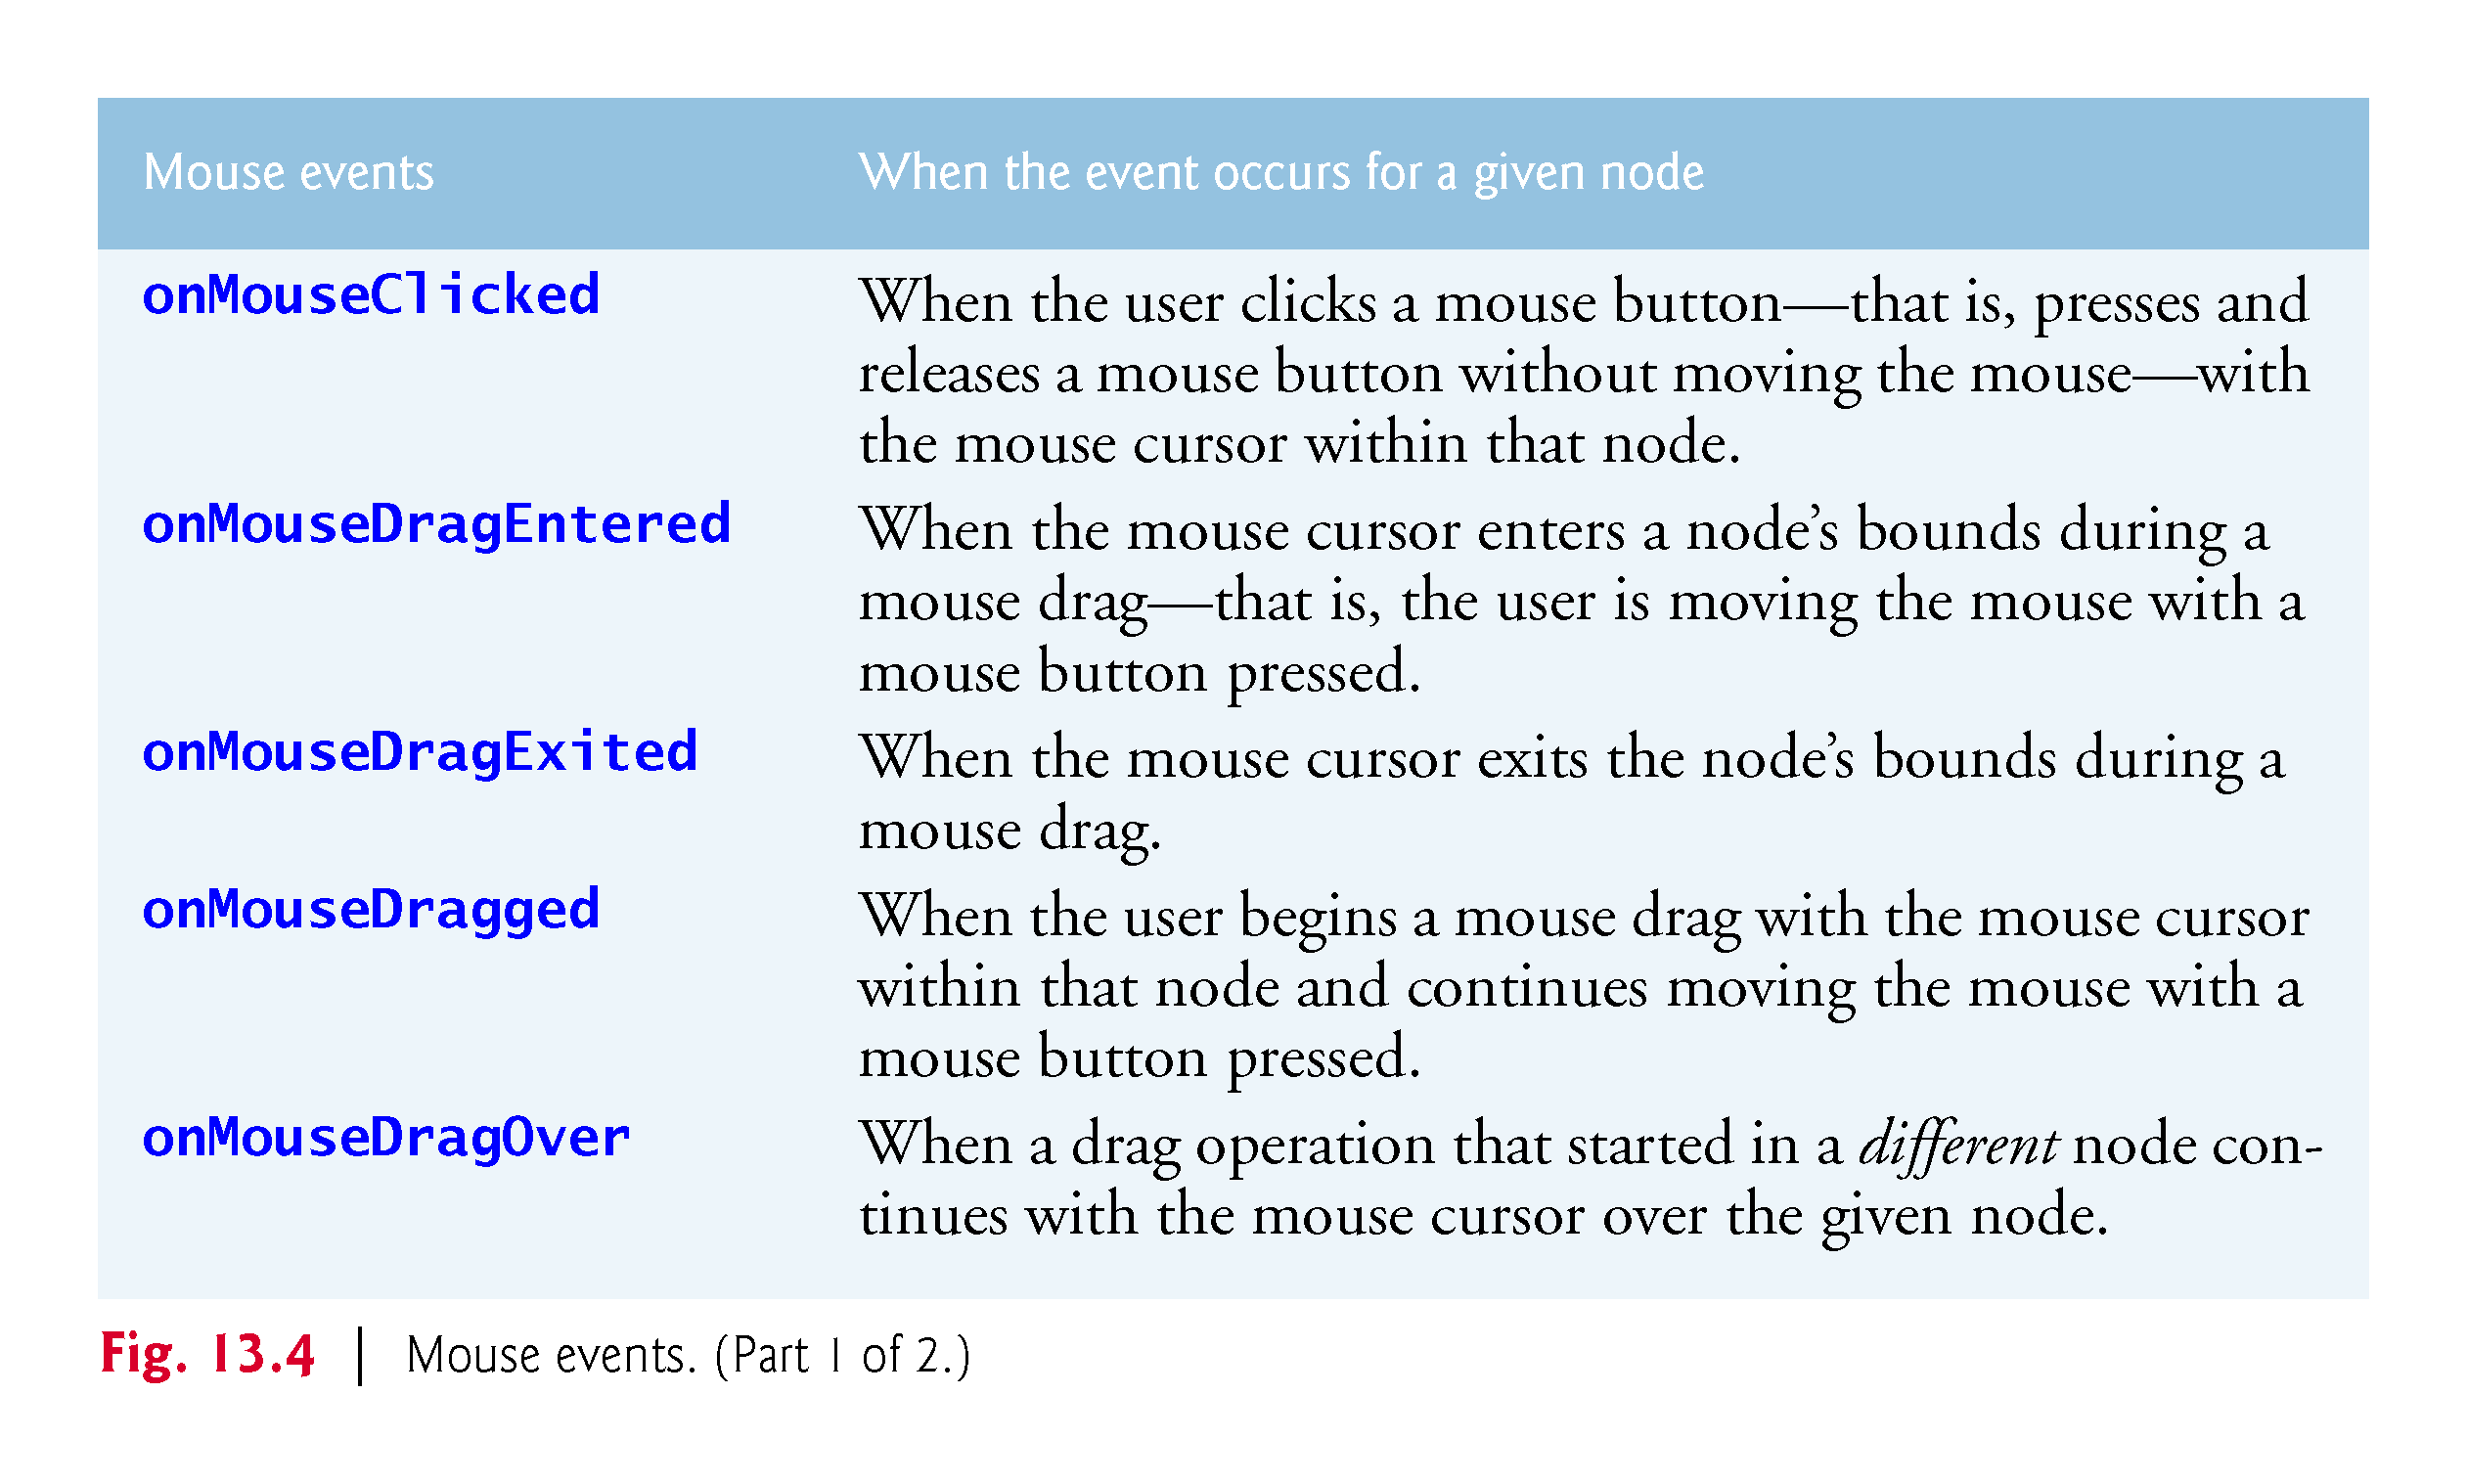 Mouse events When the event occurs for a given node
onMouseClicked When the user clicks a mouse button—that is, presses and
releases a mouse button without moving the mouse—with
the mouse cursor within that node.
onMouseDragEntered When the mouse cursor enters a node’s bounds during a
mouse drag—that is, the user is moving the mouse with a
mouse button pressed.
onMouseDragExited When the mouse cursor exits the node’s bounds during a
mouse drag.
onMouseDragged When the user begins a mouse drag with the mouse cursor
within that node and continues moving the mouse with a
mouse button pressed.
onMouseDragOver When a drag operation that started in a different node con-
tinues with the mouse cursor over the given node.
Fig. 13.4 | Mouse events. (Part 1 of 2.)